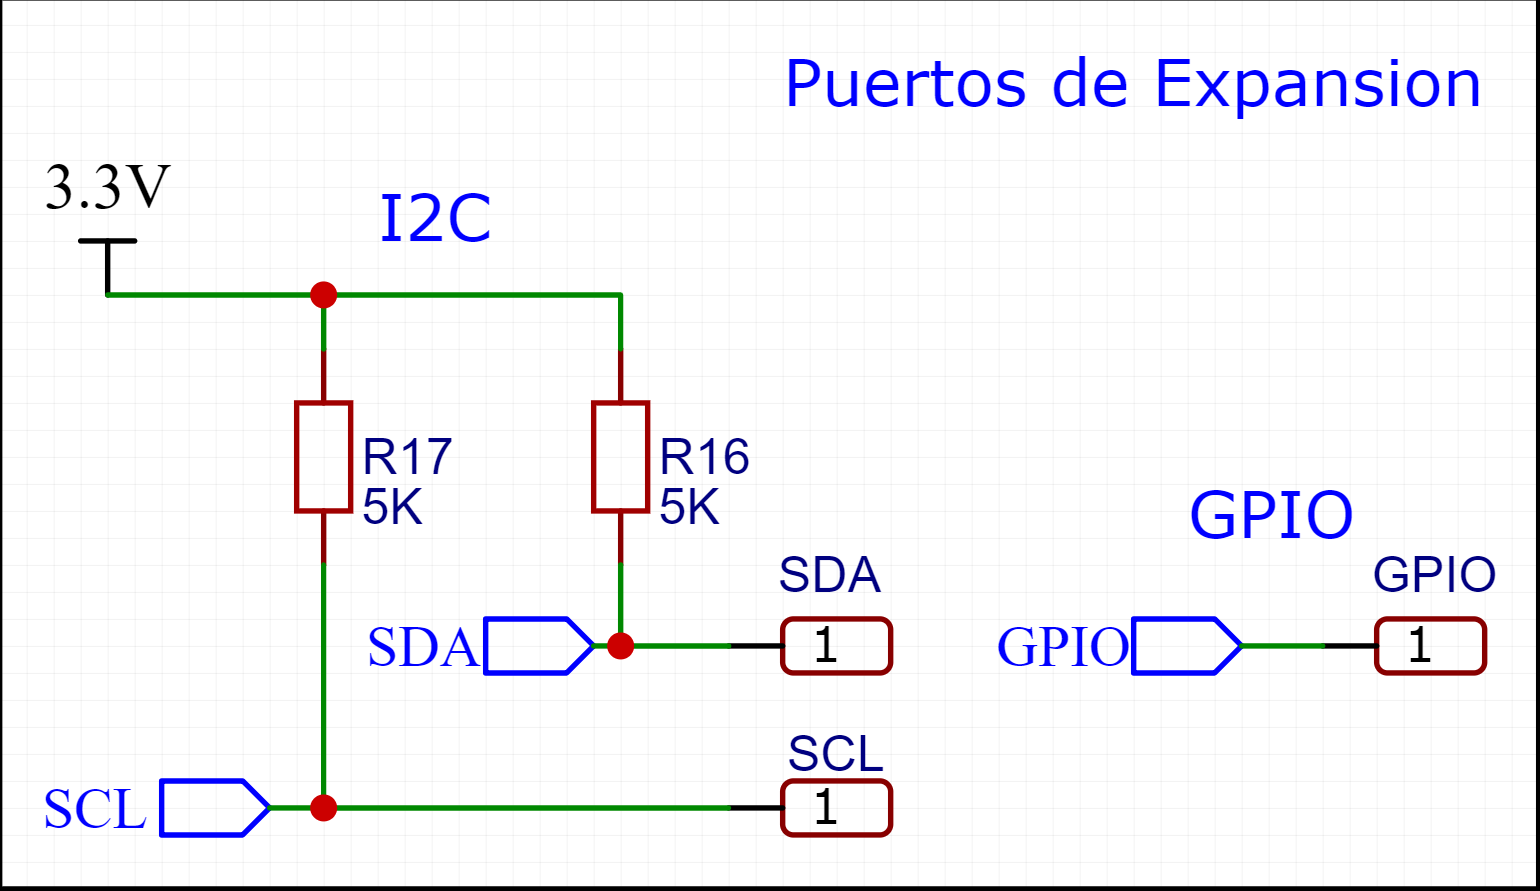 Puertos de Expansion
3.3V
I2C
R17
5K
R16
5K
GPIO
SDA
GPIO
SDA
1
GPIO
1
SCL
SCL
1